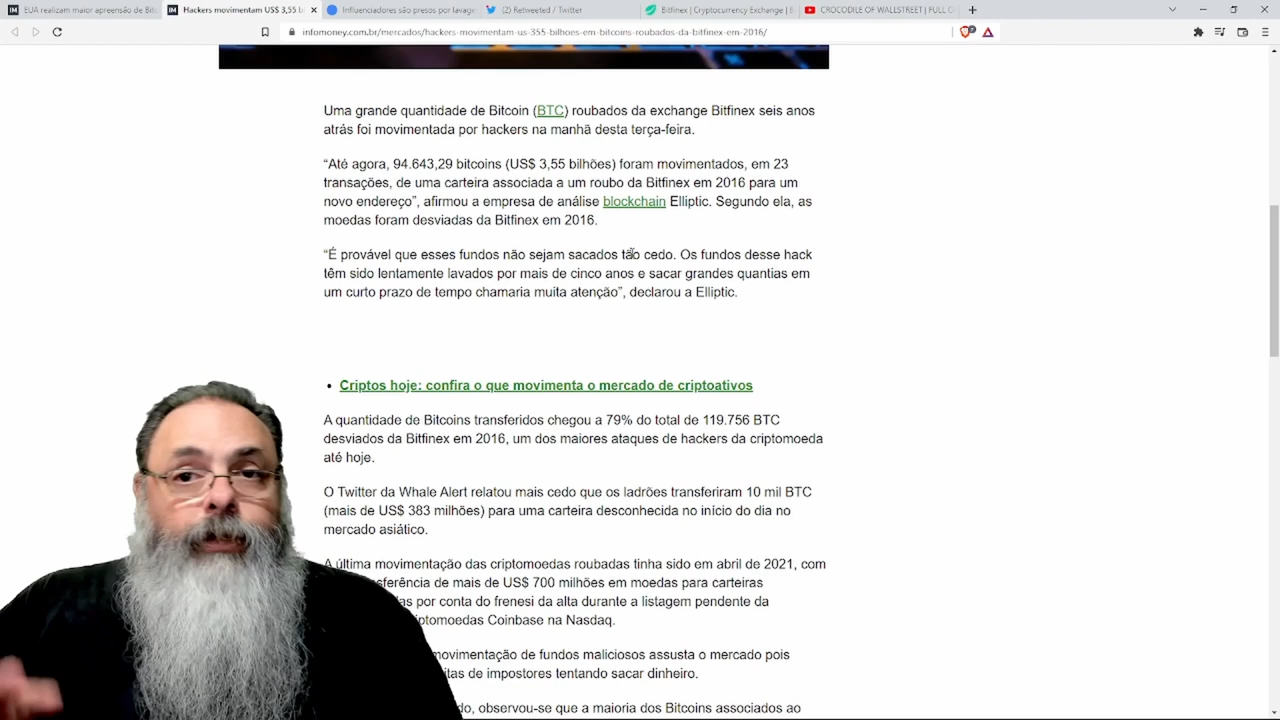 EUA realizam maior apreensão de Bitc
Hackers movimentam US$ 3,55 bi
Influenciadores são presos por lavage
(2) Retweeted / Twitter
Bitfinex | Cryptocurrency Exchange | B
CROCODILE OF WALLSTREET | FULL
infomoney.com.br/mercados/hackers-movimentam-us-355-bilhoes-em-bitcoins-roubados-da-bitfinex-em-2016/
Uma grande quantidade de Bitcoin (BTC) roubados da exchange Bitfinex seis anos
atrás foi movimentada por hackers na manhã desta terça-feira.
“Até agora, 94.643,29 bitcoins (US$ 3,55 bilhões) foram movimentados, em 23
transações, de uma carteira associada a um roubo da Bitfinex em 2016 para um
novo endereço”, afirmou a empresa de análise blockchain Elliptic. Segundo ela, as
moedas foram desviadas da Bitfinex em 2016.
“É provável que esses fundos não sejam sacados tão cedo. Os fundos desse hack
têm sido lentamente lavados por mais de cinco anos e sacar grandes quantias em
um curto prazo de tempo chamaria muita atenção”, declarou a Elliptic.
• Criptos hoje: confira o que movimenta o mercado de criptoativos
A quantidade de Bitcoins transferidos chegou a 79% do total de 119.756 BTC
desviados da Bitfinex em 2016, um dos maiores ataques de hackers da criptomoeda
até hoje.
O Twitter da Whale Alert relatou mais cedo que os ladrões transferiram 10 mil BTC
(mais de US$ 383 milhões) para uma carteira desconhecida no início do dia no
mercado asiático.
A última movimentação das criptomoedas roubadas tinha sido em abril de 2021, com
sferência de mais de US$ 700 milhões em moedas para carteiras
as por conta do frenesi da alta durante a listagem pendente da
iptomoedas Coinbase na Nasdaq.
movimentação de fundos maliciosos assusta o mercado pois
itas de impostores tentando sacar dinheiro.
do, observou-se que a maioria dos Bitcoins associados ao